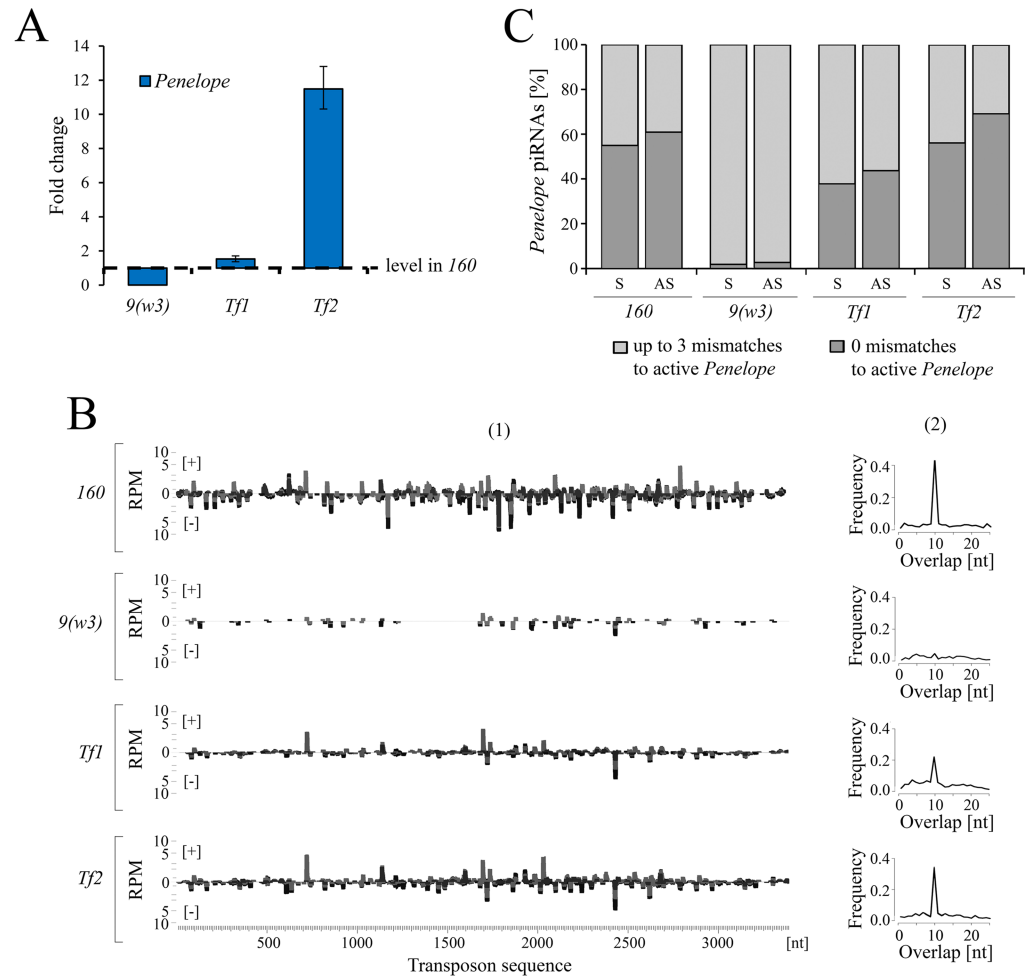 A
14
12
10
8
6
4
2
0
Fold change
Penelope
level in 160
9(w3) Tf1 Tf2
C
100
80
60
40
20
0
Penelope piRNAs [%]
S AS S AS S AS S AS
160 9(w3) Tf1 Tf2
up to 3 mismatches
to active Penelope
0 mismatches
to active Penelope
B
(1) (2)
160
RPM
10
5
0
5
10
[+]
[-]
Frequency
0.4
0.2
0.0
0 10 20
Overlap [nt]
9(w3)
RPM
10
5
0
5
10
[+]
[-]
Frequency
0.4
0.2
0.0
0 10 20
Overlap [nt]
Tf1
RPM
10
5
0
5
10
[+]
[-]
Frequency
0.4
0.2
0.0
0 10 20
Overlap [nt]
Tf2
RPM
10
5
0
5
10
[+]
[-]
Frequency
0.4
0.2
0.0
0 10 20
Overlap [nt]
500 1000 1500 2000 2500 3000 [nt]
Transposon sequence